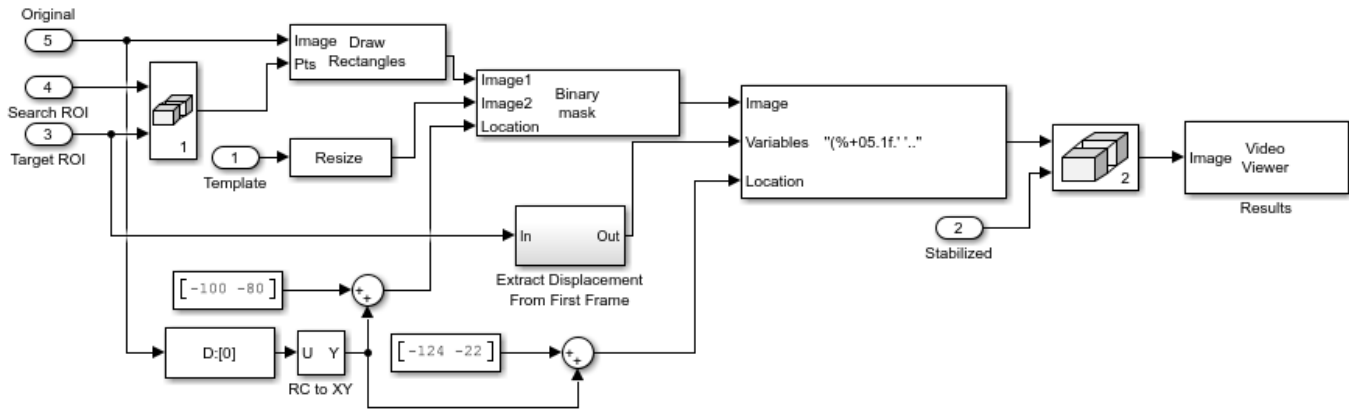 Original
5
Image
Draw
Pts
Rectangles
4
Search ROI
3
Target ROI
1
Image1
Binary
Image2
mask
Location
Image
Variables
"(%+05.1f.' '.."
Location
1
Template
Resize
2
Image
Video
Viewer
Results
2
Stabilized
In
Out
Extract Displacement
From First Frame
[-100 -80]
+
+
D:[0]
U
Y
RC to XY
[-124 -22]
+
+